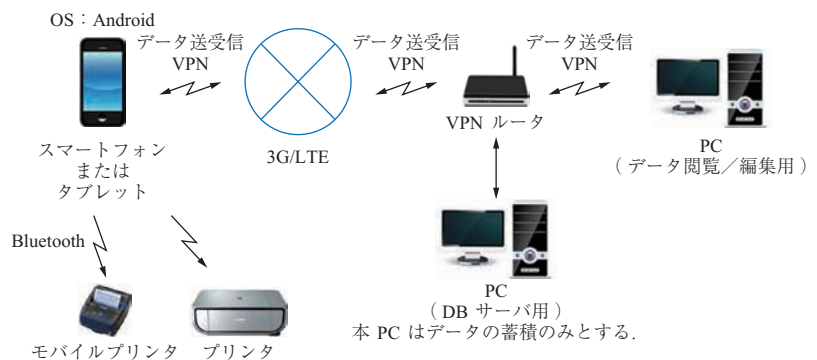 OS：Android
データ送受信
VPN
データ送受信
VPN
データ送受信
VPN
スマートフォン
または
タブレット
3G/LTE
VPN ルータ
PC
（ データ閲覧／編集用 ）
Bluetooth
PC
（ DB サーバ用 ）
本 PC はデータの蓄積のみとする.
モバイルプリンタ
プリンタ